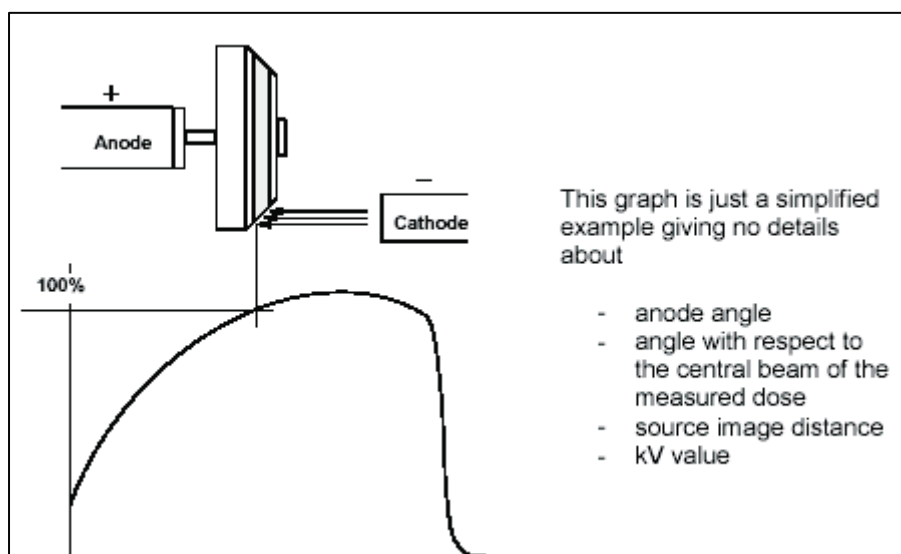 +
Anode
−
Cathode
100%
This graph is just a simplified
example giving no details
about
- anode angle
- angle with respect to
the central beam of the
measured dose
- source image distance
- kV value